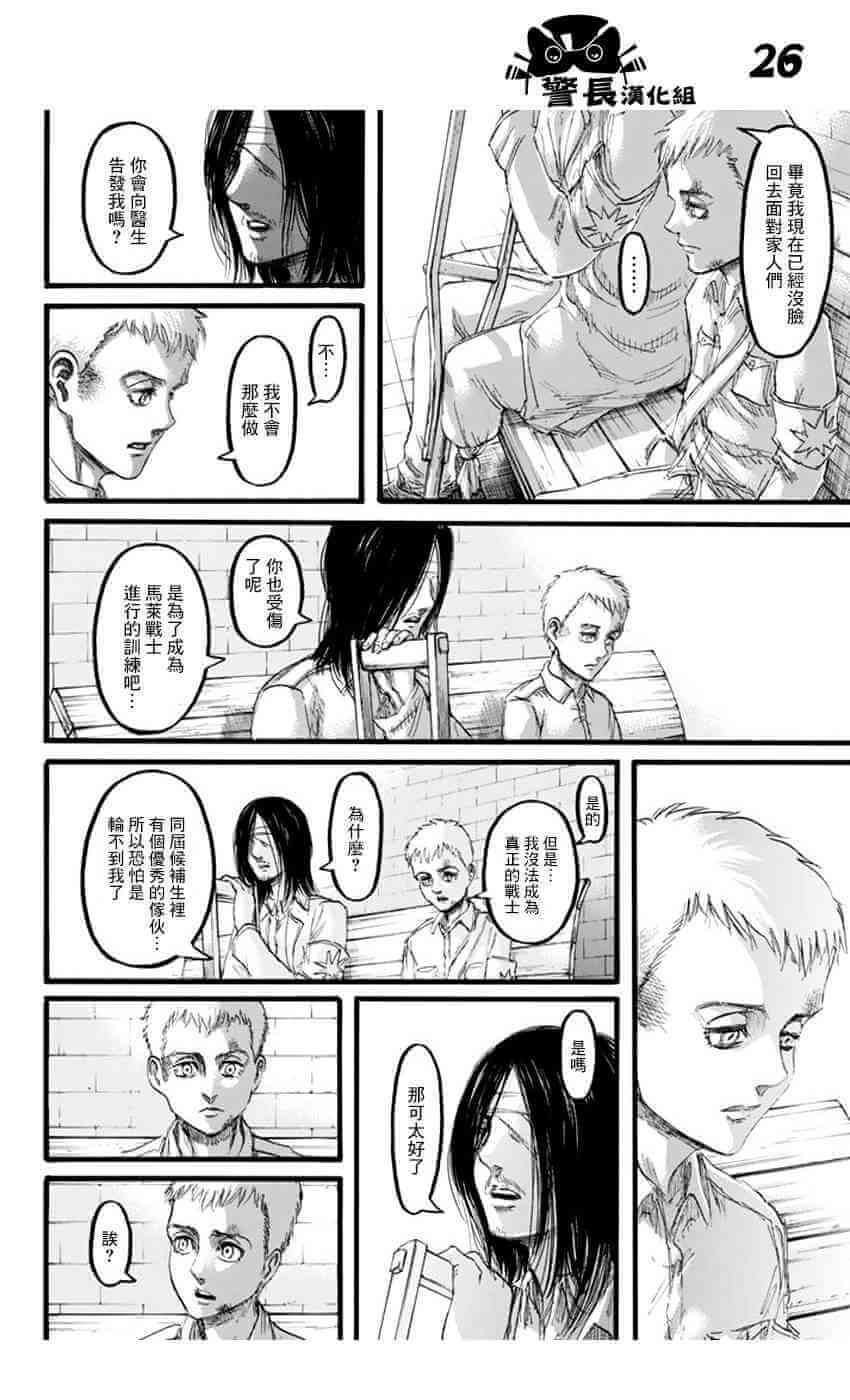 警長漢化組
26
畢竟我現在已經沒臉
回去面對家人們
……
你會向醫生
告發我嗎？
不…
我不會
那麼做
你也受傷
了呢
是為了成為
馬萊戰士
進行的訓練吧…
是的
但是…
我沒法成為
真正的戰士
為什麼？
同屆候補生裡
有個優秀的傢伙…
所以恐怕是
輪不到我了
是嗎
那可太好了
誒？